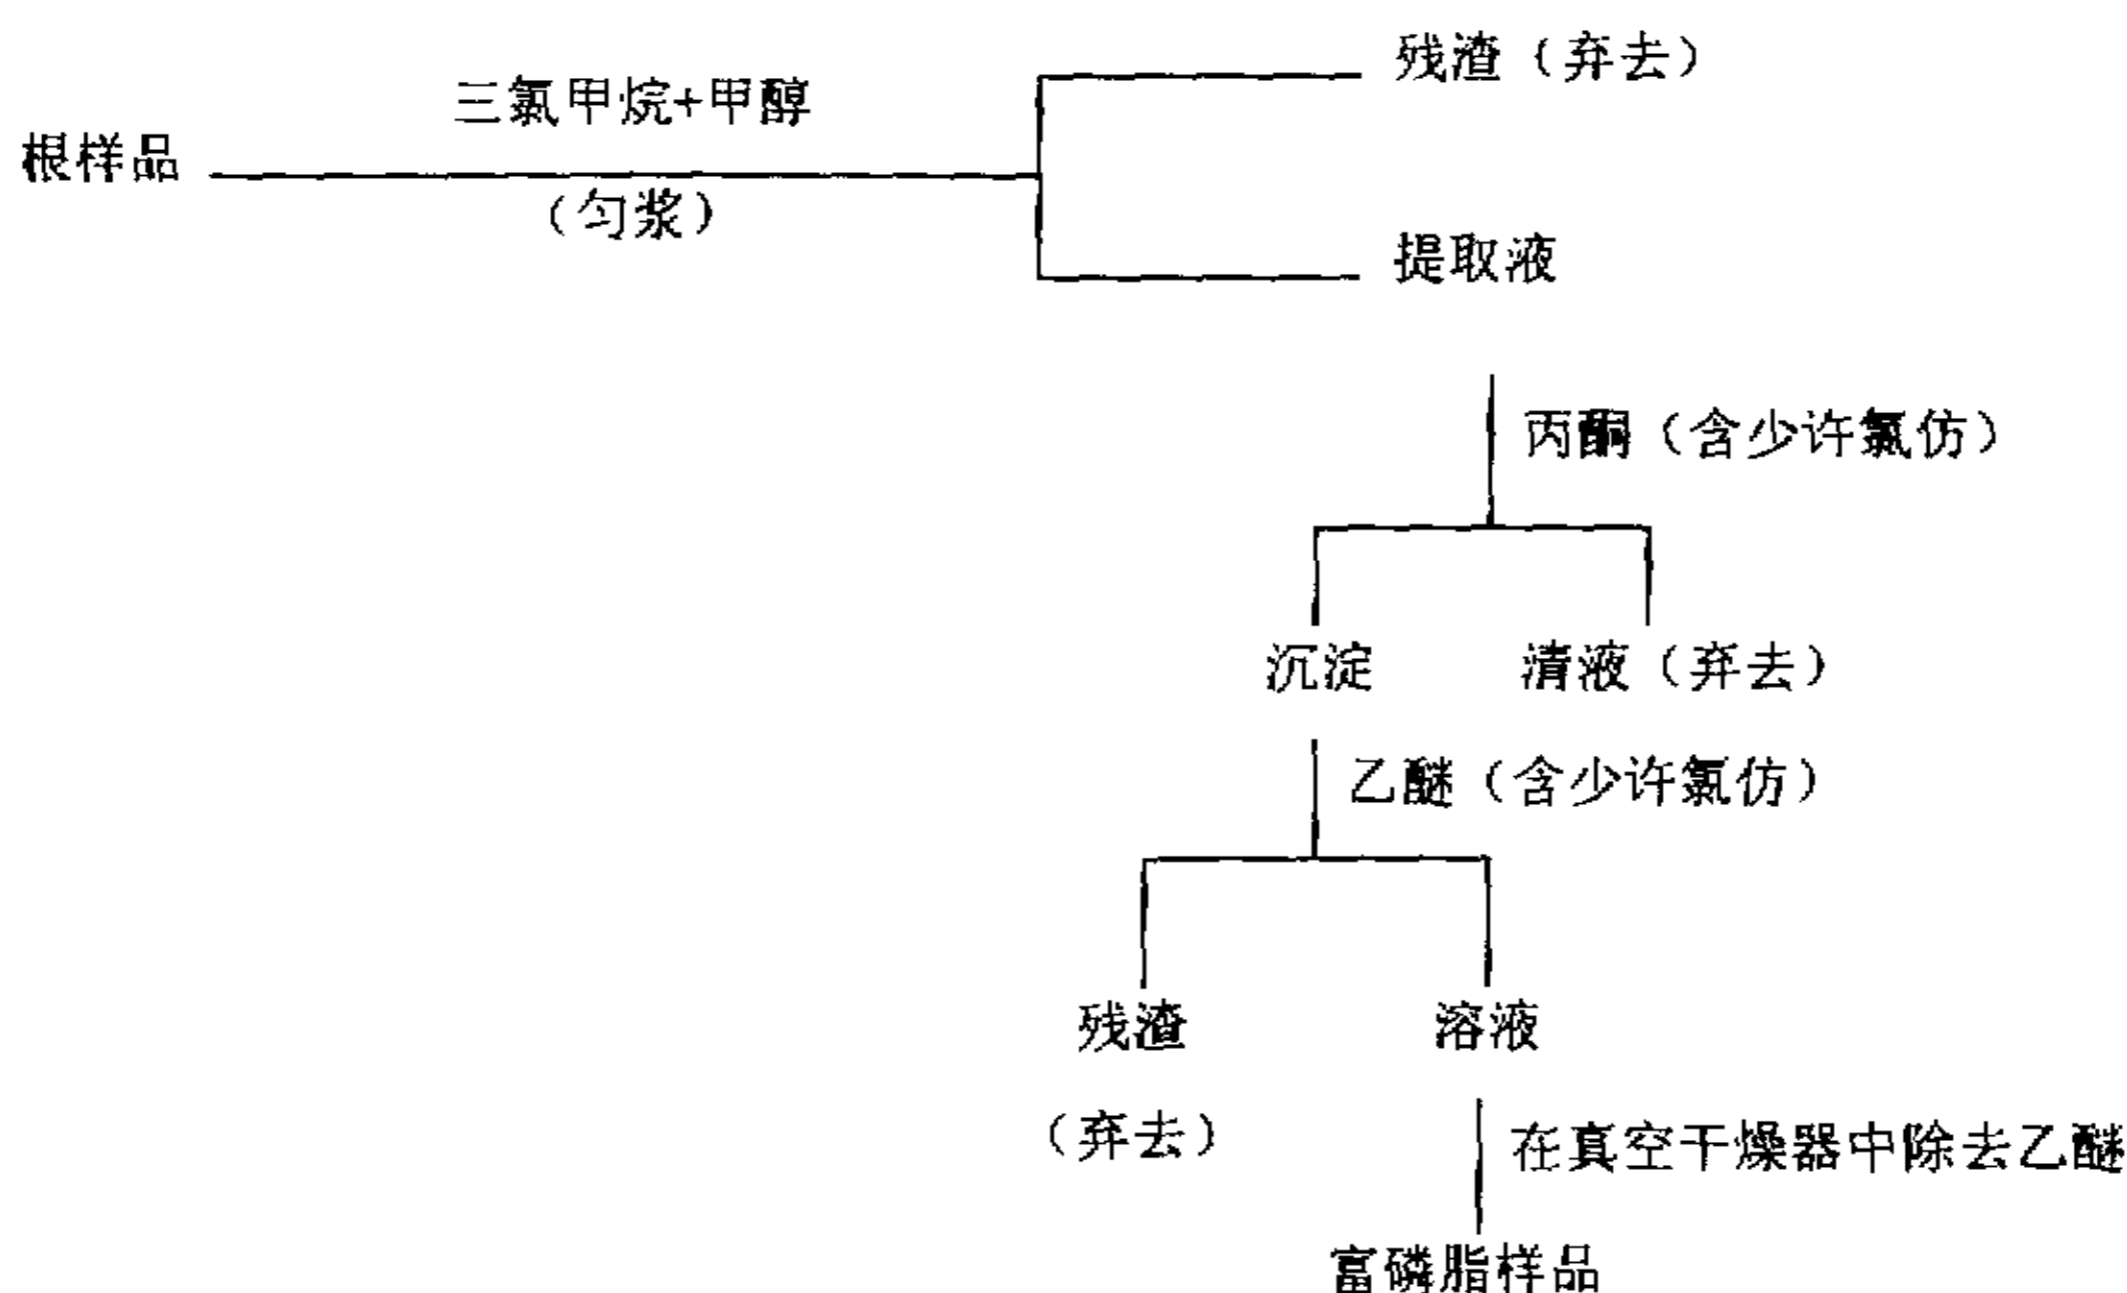 残渣（弃去）
三氯甲烷+甲醇
根样品
（匀浆）
提取液
丙酮（含少许氯仿）
沉淀
清液（弃去）
乙醚（含少许氯仿）
残渣
溶液
（弃去）
在真空干燥器中除去乙醚
富磷脂样品